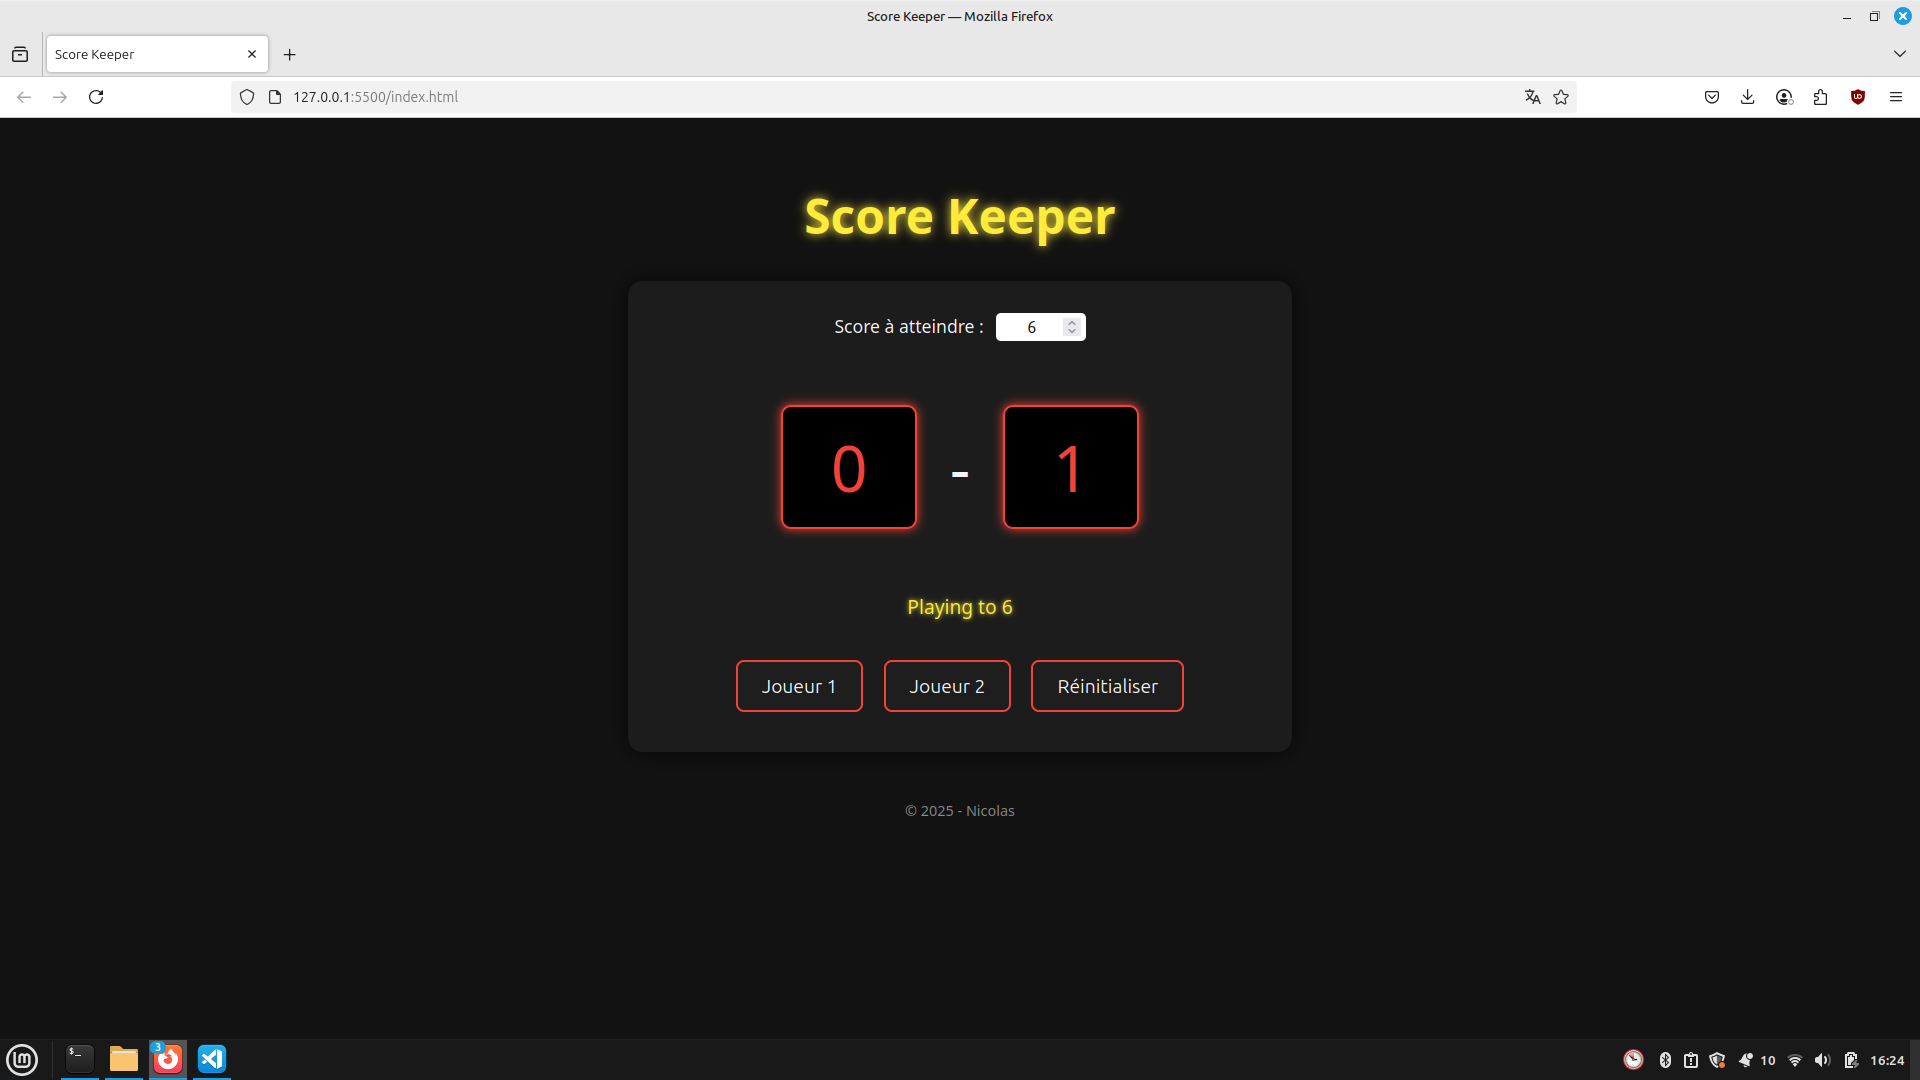 Score Keeper — Mozilla Firefox
Score Keeper
127.0.0.1:5500/index.html
Score Keeper
Score à atteindre : 6
0 - 1
Playing to 6
Joueur 1 Joueur 2 Réinitialiser
© 2025 - Nicolas
$_ 3 10 16:24